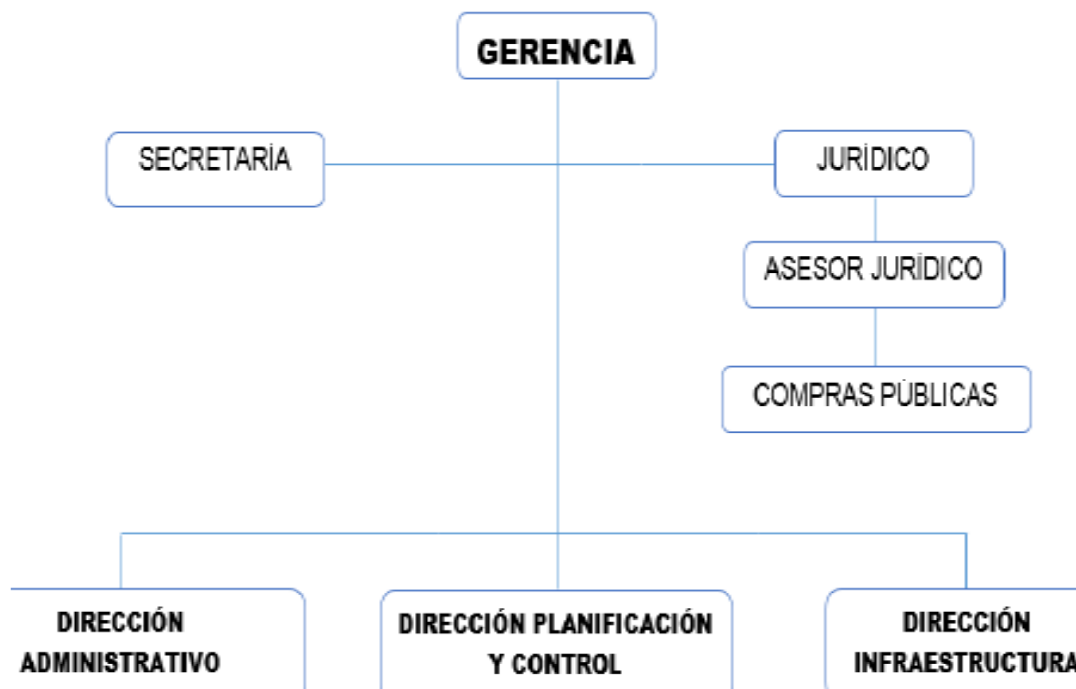 GERENCIA
SECRETARÍA
JURÍDICO
ASESOR JURÍDICO
COMPRAS PÚBLICAS
DIRECCIÓN
ADMINISTRATIVO
DIRECCIÓN PLANIFICACIÓN
Y CONTROL
DIRECCIÓN
INFRAESTRUCTURA